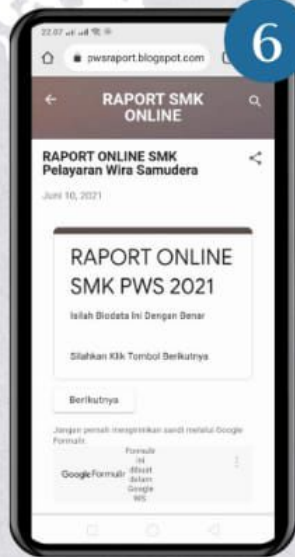 6
22.07
pwsraport.blogspot.com
RAPORT SMK
ONLINE
RAPORT ONLINE SMK
Pelayaran Wira Samudera
Juni 10, 2021
RAPORT ONLINE
SMK PWS 2021
Isilah Biodata Ini Dengan Benar
Silahkan Klik Tombol Berikutnya
Berikutnya
Jangan pernah mengirimkan sandi melalui Google
Formulir.
Formulir
ini
dibuat
Google Formulir
dalam
Google
WS